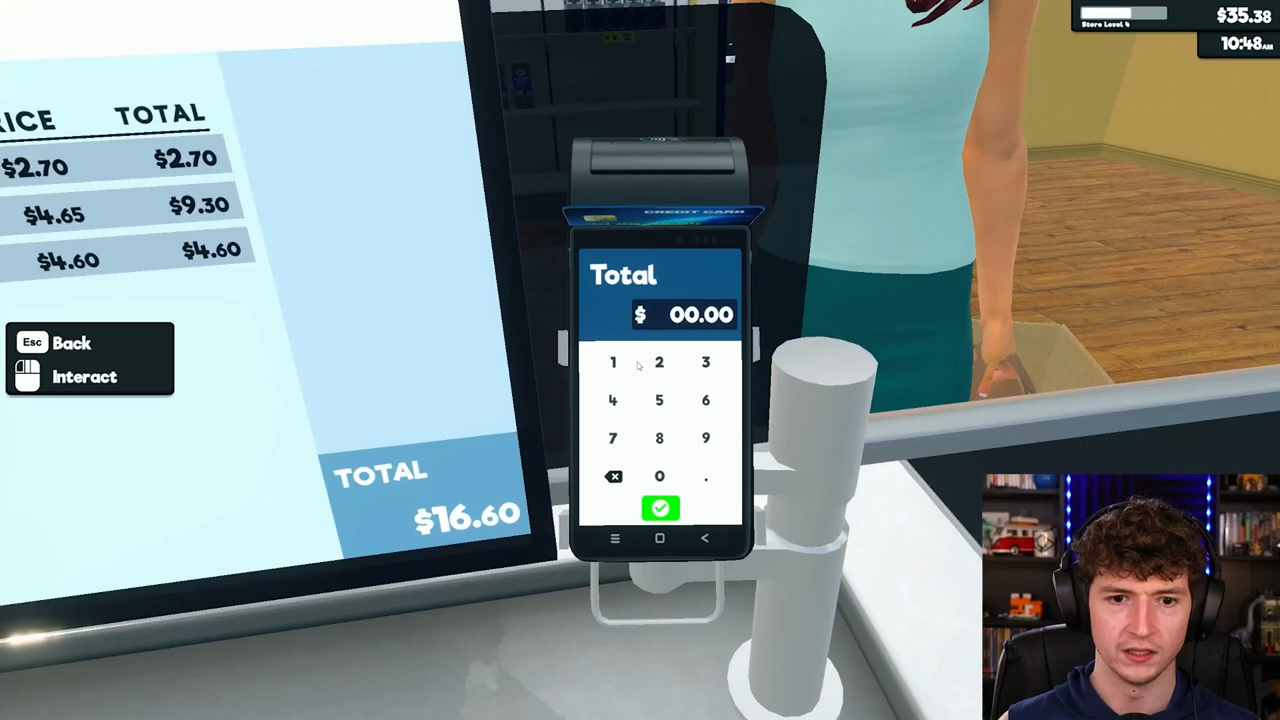 $35.38
Store Level 4
10:48AM
RICE TOTAL
$2.70 $2.70
$4.65 $9.30
$4.60 $4.60
CREDIT CARD
Total
$ 00.00
Esc Back
Interact
1 2 3
4 5 6
7 8 9
0 .
TOTAL
$16.60